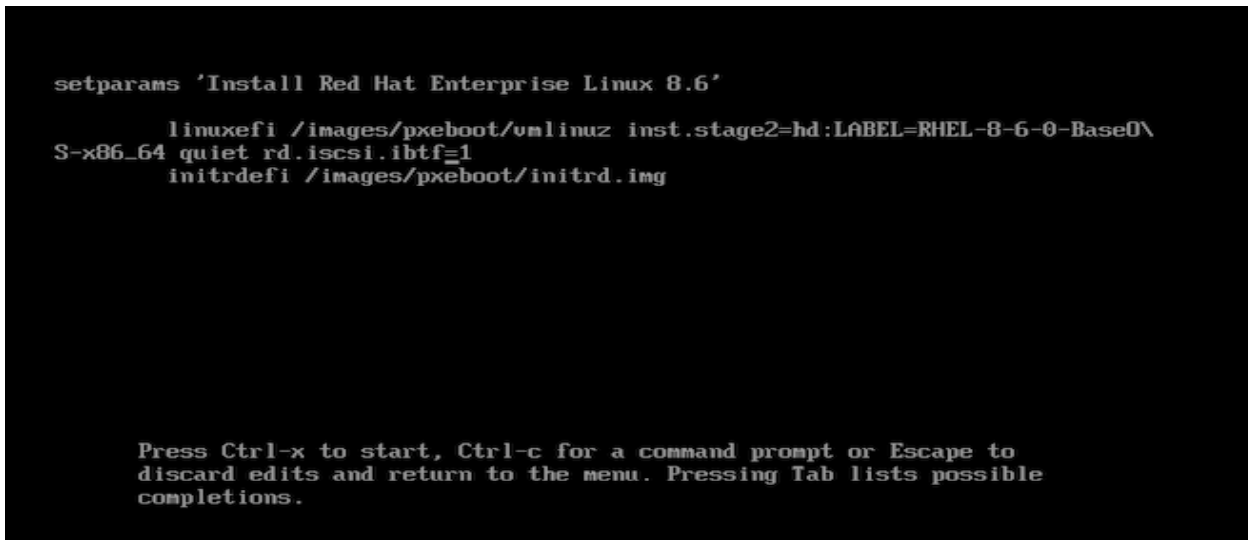 setparams 'Install Red Hat Enterprise Linux 8.6'
linuxefi /images/pxeboot/vmlinuz inst.stage2=hd:LABEL=RHEL-8-6-0-BaseO\
S-x86_64 quiet rd.iscsi.ibtf=1
initrdefi /images/pxeboot/initrd.img
Press Ctrl-x to start, Ctrl-c for a command prompt or Escape to
discard edits and return to the menu. Pressing Tab lists possible
completions.